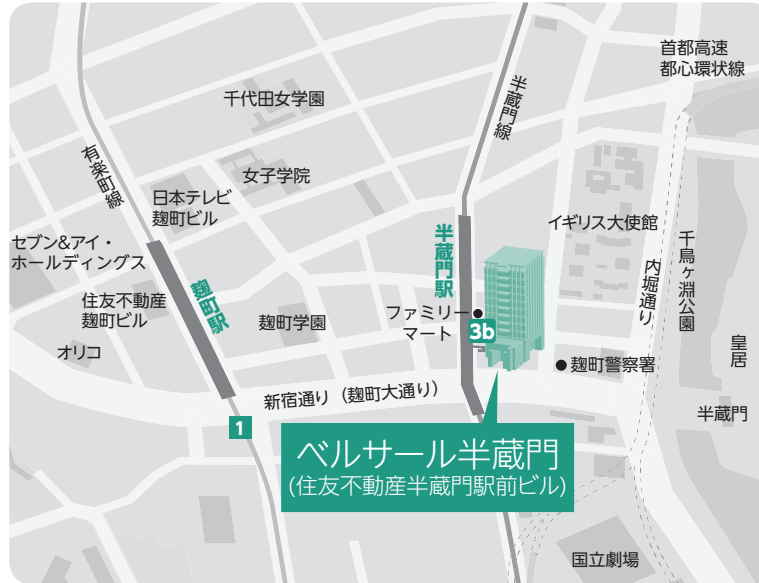 首都高速
都心環状線
千代田女学園
半蔵門線
有楽町線
女子学院
日本テレビ
麹町ビル
イギリス大使館
セブン&アイ・
ホールディングス
半蔵門駅
千鳥ヶ淵公園
内堀通り
麹町駅
住友不動産
麹町ビル
ファミリー
マート
3b
麹町学園
オリコ
皇居
麹町警察署
新宿通り（麹町大通り）
半蔵門
1
ベルサール半蔵門
(住友不動産半蔵門駅前ビル)
国立劇場